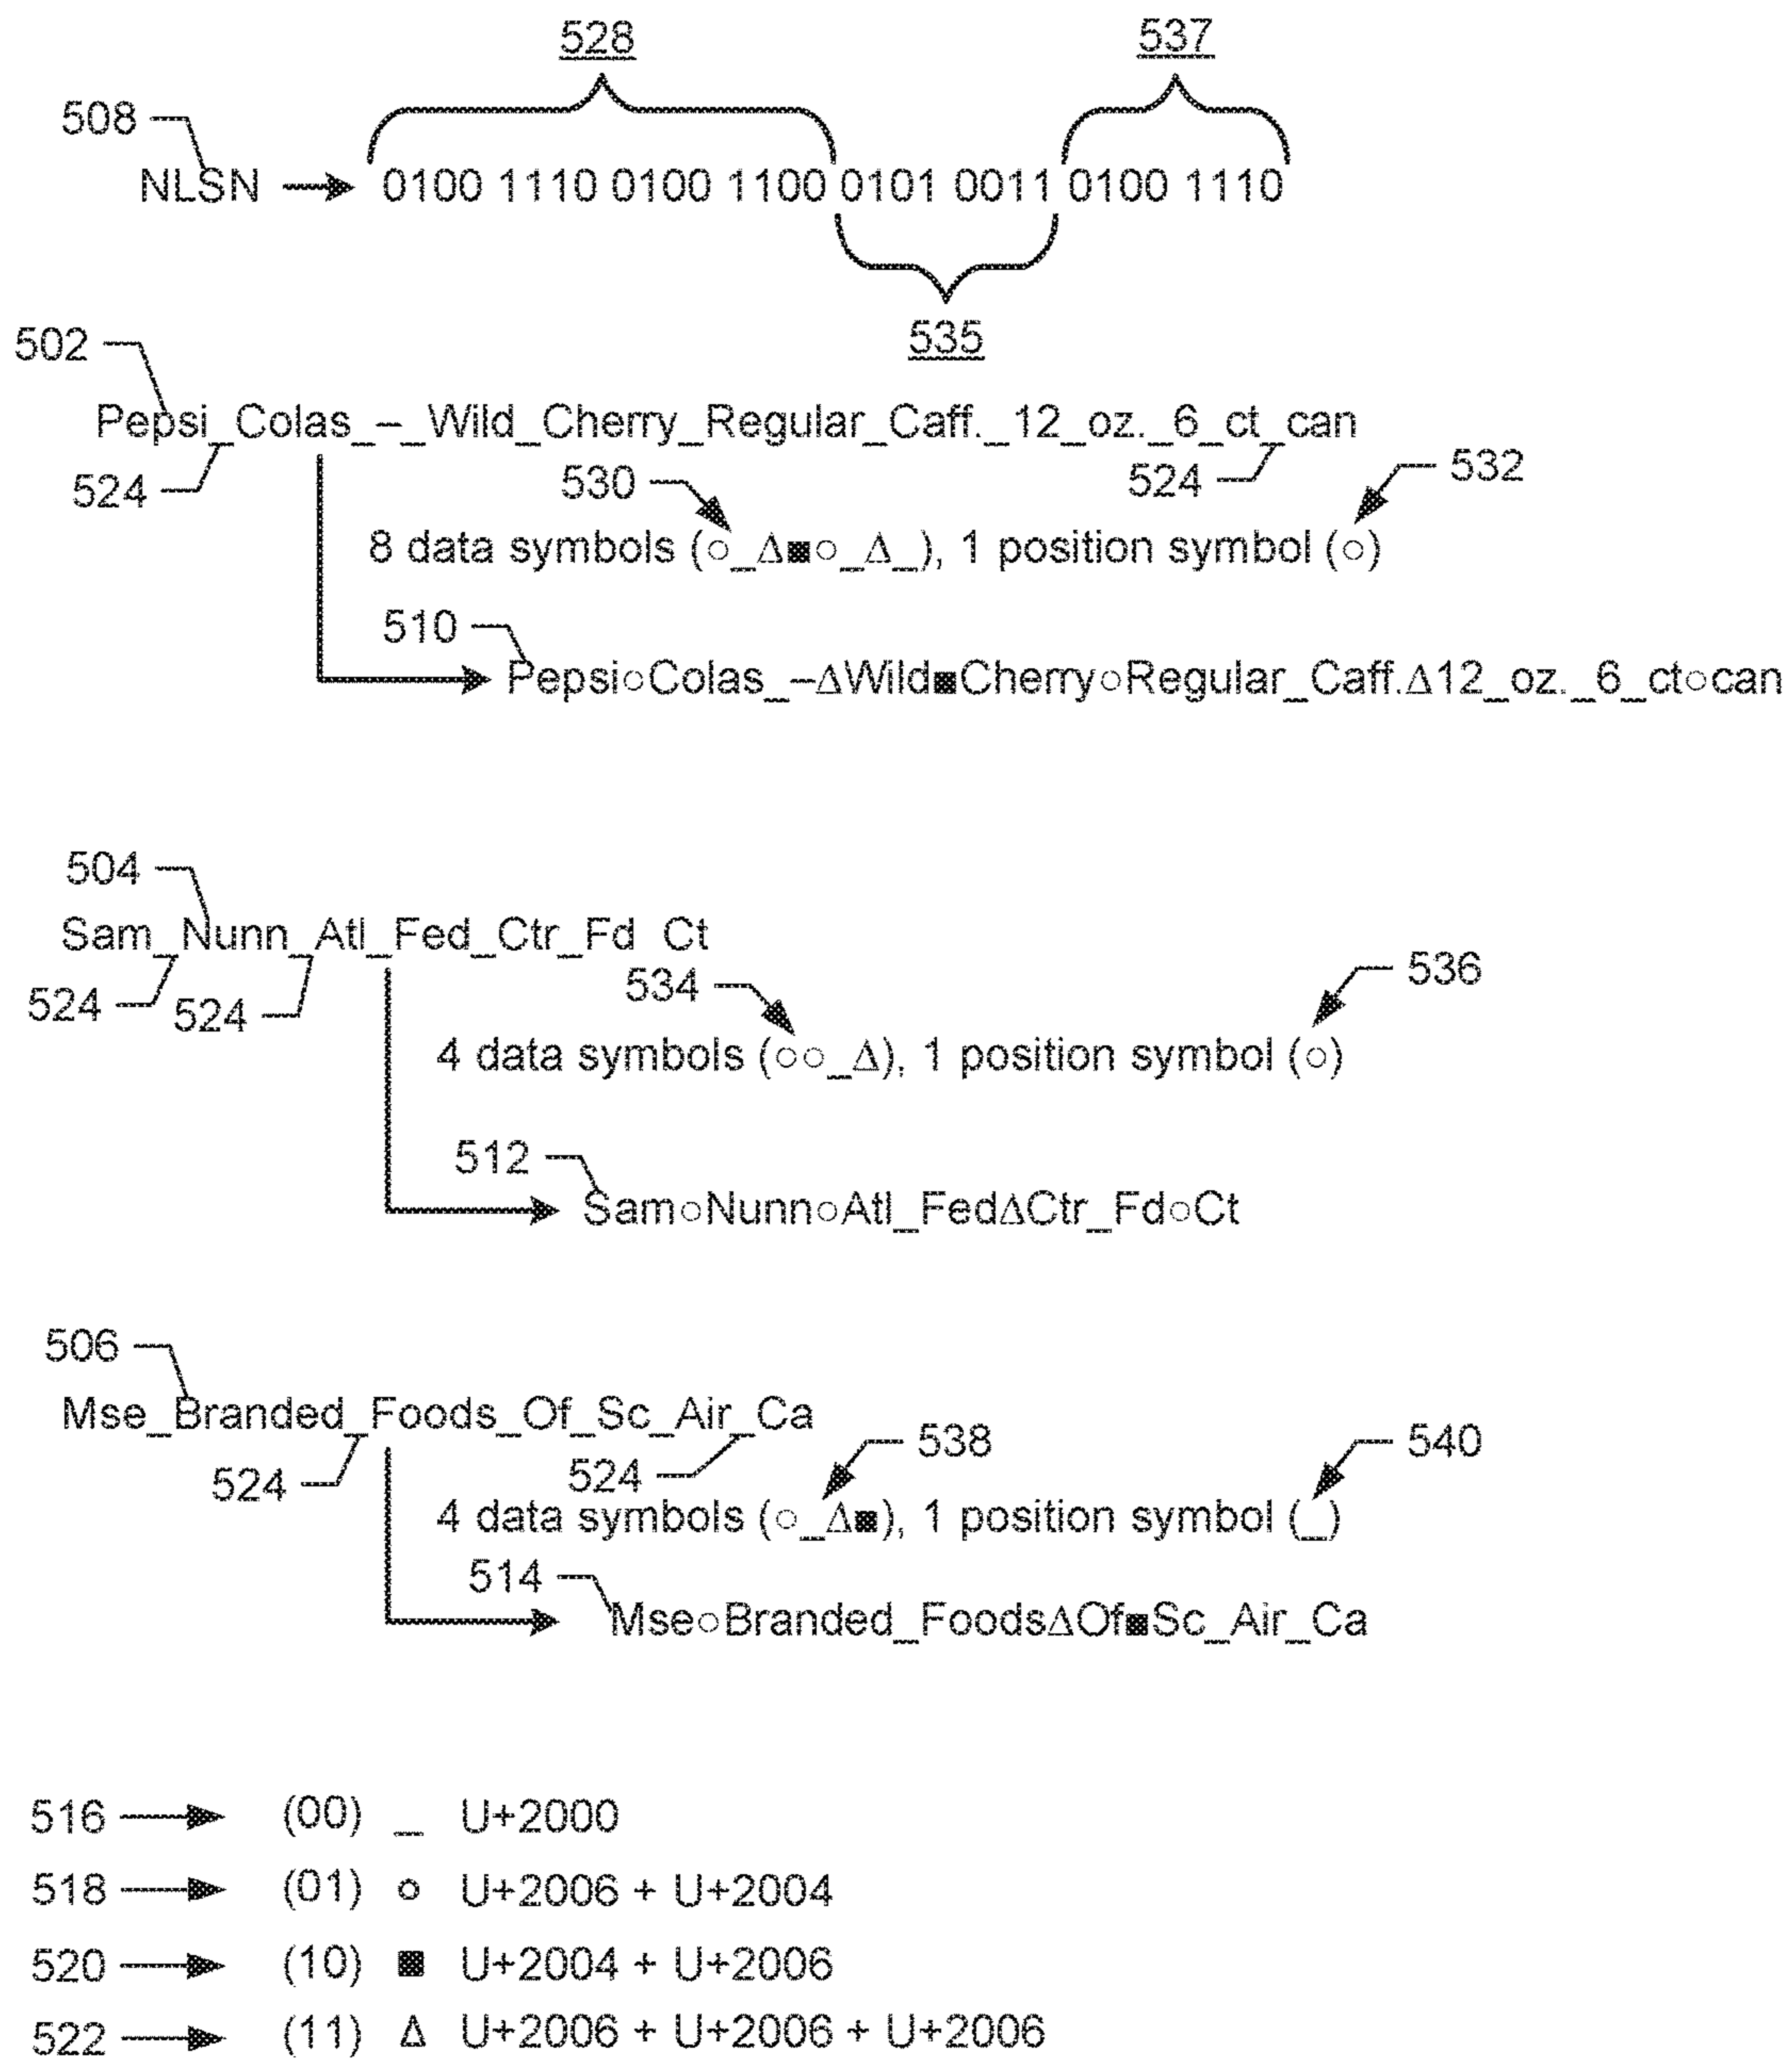 528 537
508
NLSN 0100 1110 0100 1100 0101 0011 0100 1110
535
502
Pepsi_Colas_–_Wild_Cherry_Regular_Caff._12_oz._6_ct_can
524 530 524 532
8 data symbols (○_Δ■○_Δ_), 1 position symbol (○)
510
Pepsi○Colas_–ΔWild■Cherry○Regular_Caff.Δ12_oz._6_ct○can
504
Sam_Nunn_Atl_Fed_Ctr_Fd Ct
524 524 534 536
4 data symbols (○○_Δ), 1 position symbol (○)
512
Sam○Nunn○Atl_FedΔCtr_Fd○Ct
506
Mse_Branded_Foods_Of_Sc_Air_Ca
524 524 538 540
4 data symbols (○_Δ■), 1 position symbol (_)
514
Mse○Branded_FoodsΔOf■Sc_Air_Ca
516 (00) _ U+2000
518 (01) ○ U+2006 + U+2004
520 (10) ■ U+2004 + U+2006
522 (11) Δ U+2006 + U+2006 + U+2006